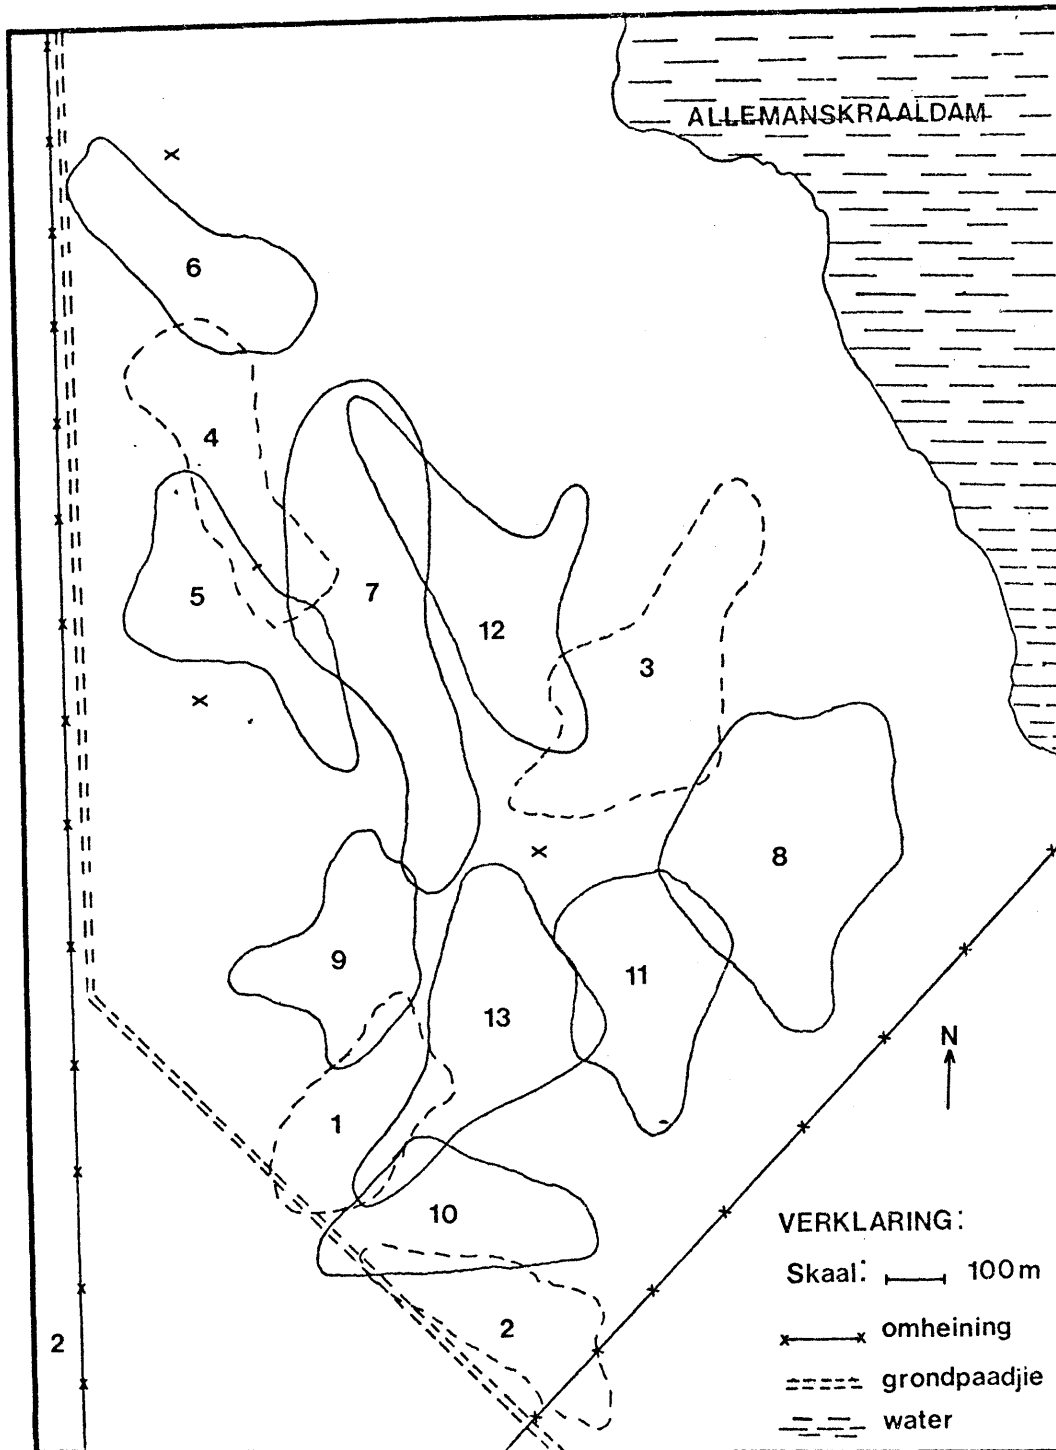 ALLEMANSKRAALDAM
6
4
5
7
12
3
8
9
13
11
1
10
2
N
2
VERKLARING:
Skaal: 100m
omheining
grondpaadjie
water